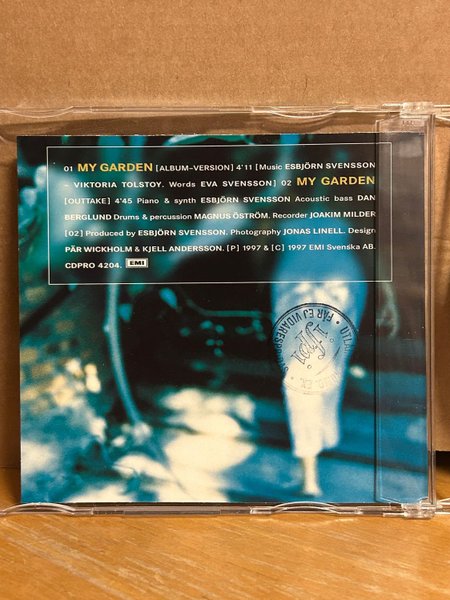 01 MY GARDEN [ALBUM-VERSION] 4'11 [Music ESBJÖRN SVENSSON
- VIKTORIA TOLSTOY. Words EVA SVENSSON] 02 MY GARDEN
[OUTTAKE] 4'45 Piano & synth ESBJÖRN SVENSSON Acoustic bass DAN
BERGLUND Drums & percussion MAGNUS ÖSTRÖM. Recorder JOAKIM MILDER
[02] Produced by ESBJÖRN SVENSSON. Photography JONAS LINELL. Design
PÄR WICKHOLM & KJELL ANDERSSON. [P] 1997 & [C] 1997 EMI Svenska AB.
CDPRO 4204. EMI
FÅR EJ VIDARE